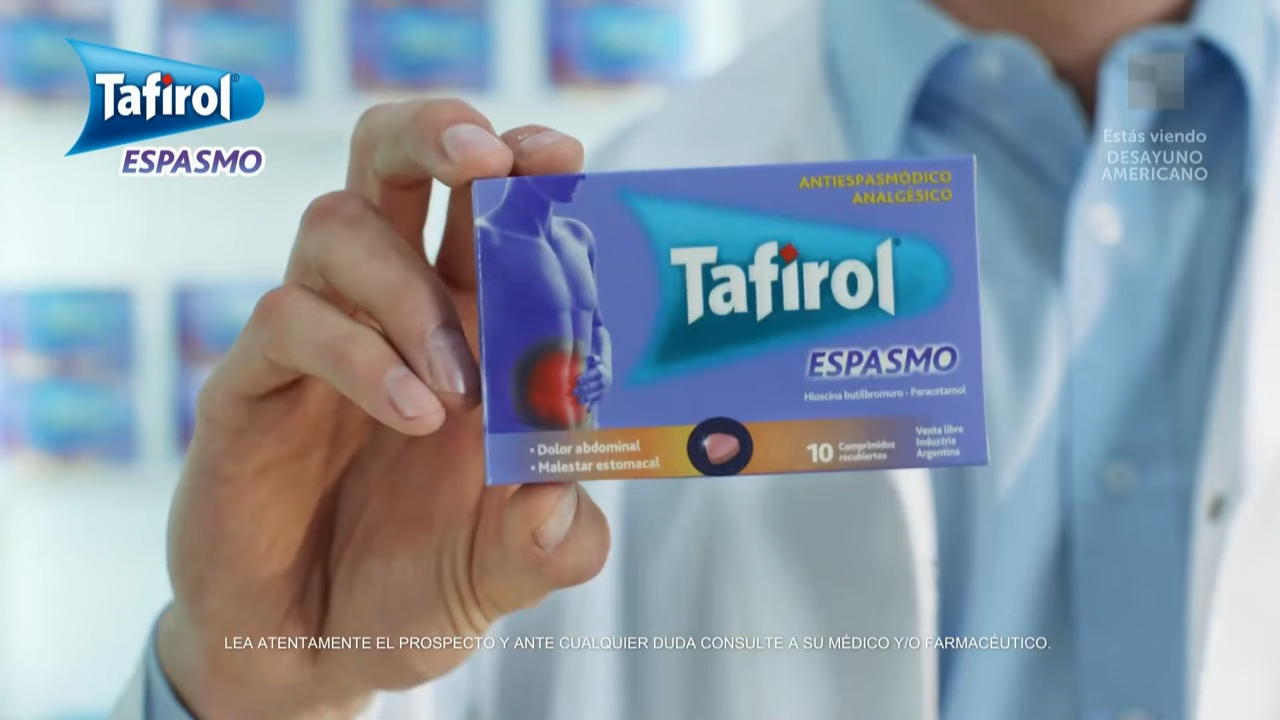 Tafirol
ESPASMO
Estás viendo
DESAYUNO
AMERICANO
ANTIESPASMÓDICO
ANALGÉSICO
Tafirol
ESPASMO
Hioscina butilbromuro - Paracetamol
• Dolor abdominal
• Malestar estomacal
10 Comprimidos
recubiertos
Venta libre
Industria
Argentina
LEA ATENTAMENTE EL PROSPECTO Y ANTE CUALQUIER DUDA CONSULTE A SU MÉDICO Y/O FARMACÉUTICO.